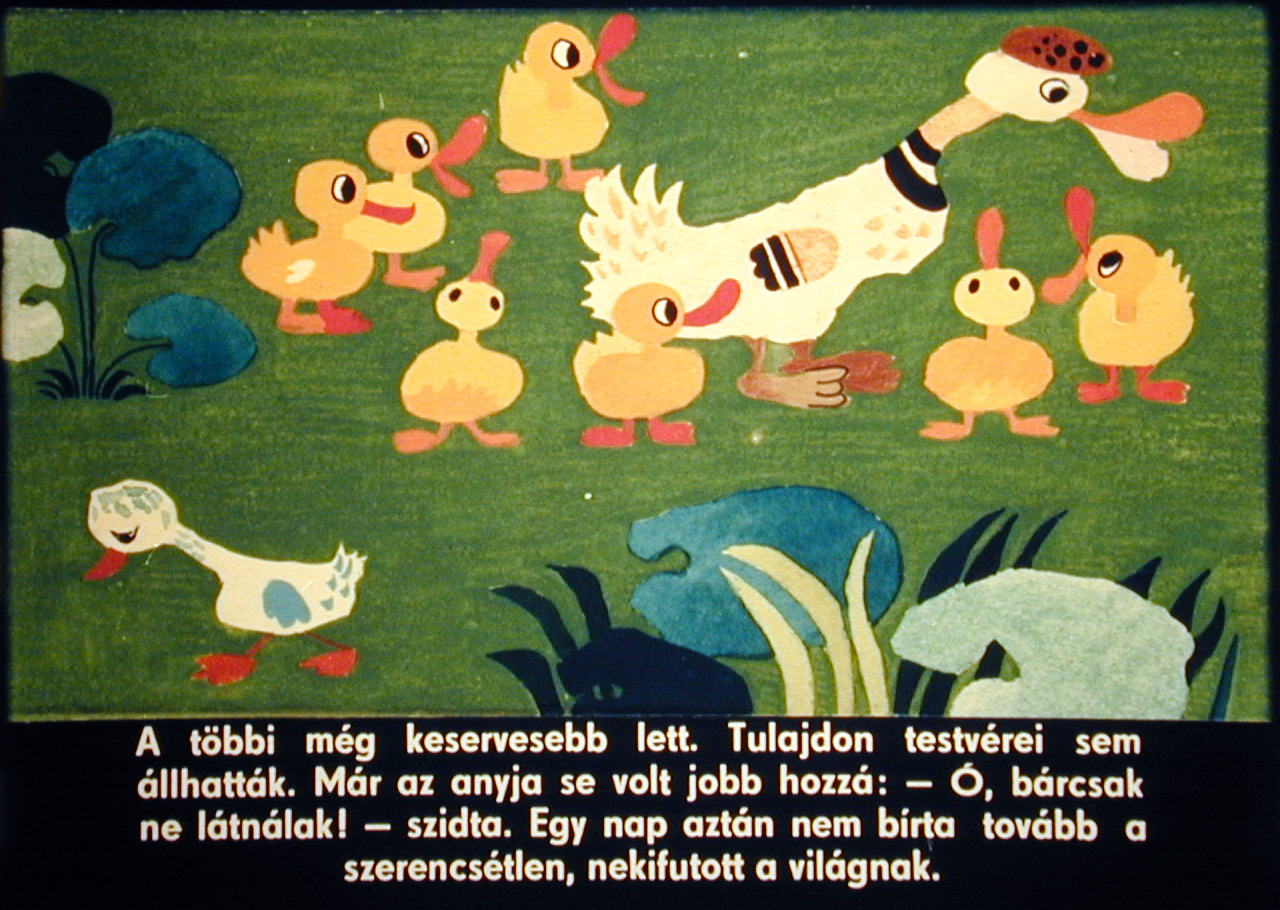 A többi még keservesebb lett. Tulajdon testvérei sem
állhatták. Már az anyja se volt jobb hozzá: — Ó, bárcsak
ne látnálak! — szidta. Egy nap aztán nem bírta tovább a
szerencsétlen, nekifutott a világnak.